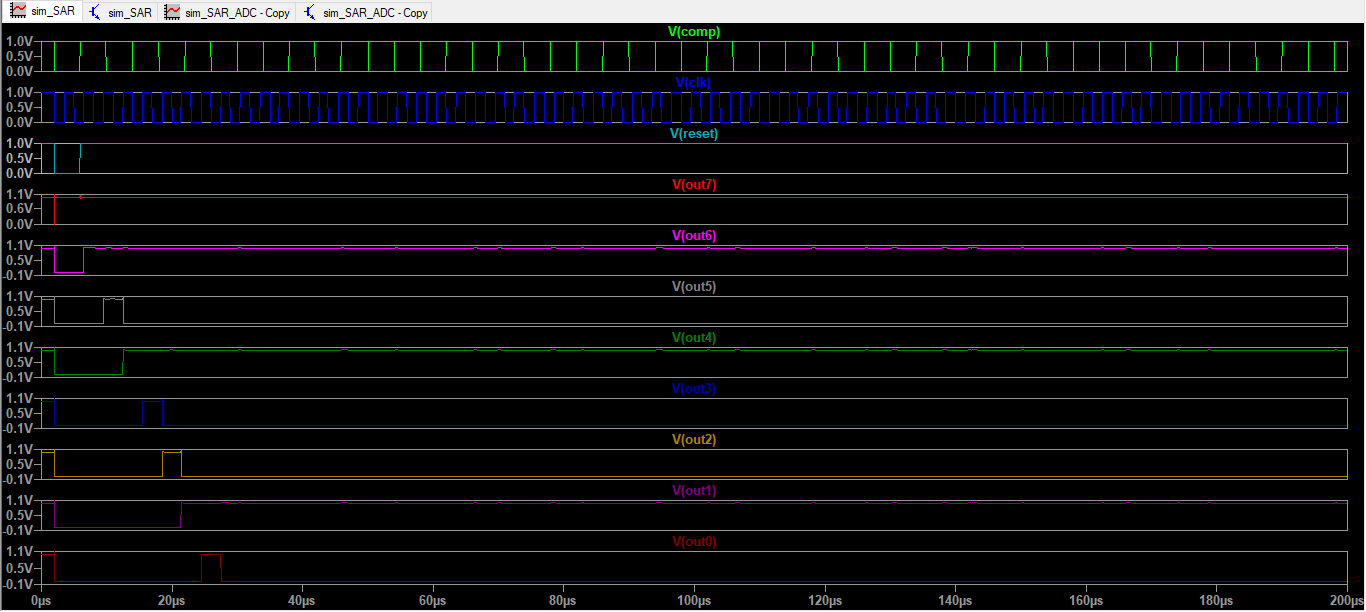 sim_SAR sim_SAR sim_SAR_ADC - Copy sim_SAR_ADC - Copy
V(comp)
1.0V
0.5V
0.0V
V(clk)
1.0V
0.5V
0.0V
V(reset)
1.0V
0.5V
0.0V
V(out7)
1.1V
0.6V
0.0V
V(out6)
1.1V
0.5V
-0.1V
V(out5)
1.1V
0.5V
-0.1V
V(out4)
1.1V
0.5V
-0.1V
V(out3)
1.1V
0.5V
-0.1V
V(out2)
1.1V
0.5V
-0.1V
V(out1)
1.1V
0.5V
-0.1V
V(out0)
1.1V
0.5V
-0.1V
0µs 20µs 40µs 60µs 80µs 100µs 120µs 140µs 160µs 180µs 200µs